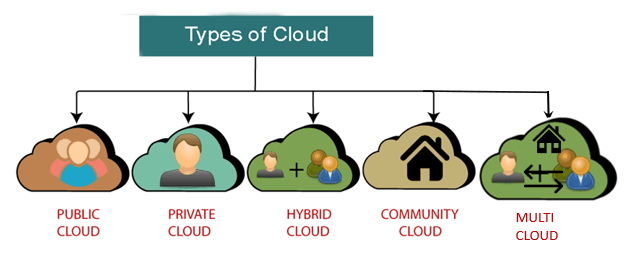 Types of Cloud
PUBLIC
CLOUD
PRIVATE
CLOUD
HYBRID
CLOUD
COMMUNITY
CLOUD
MULTI
CLOUD